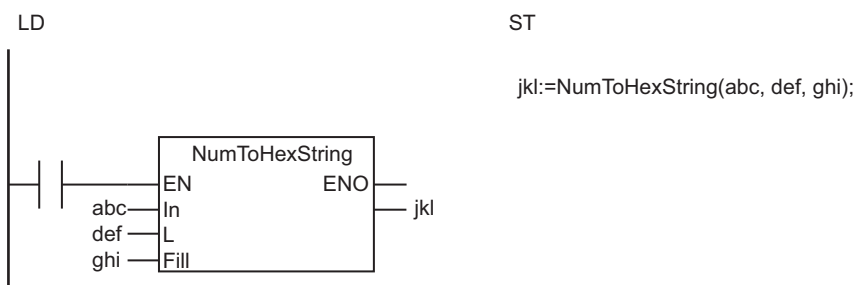 LD
ST
jkl:=NumToHexString(abc, def, ghi);
NumToHexString
EN ENO
abc In jkl
def L
ghi Fill